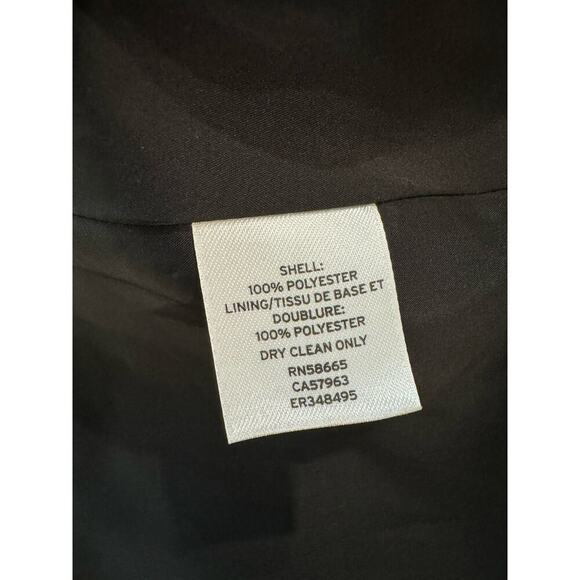 SHELL:
100% POLYESTER
LINING/TISSU DE BASE ET
DOUBLURE:
100% POLYESTER
DRY CLEAN ONLY
RN58665
CA57963
ER348495